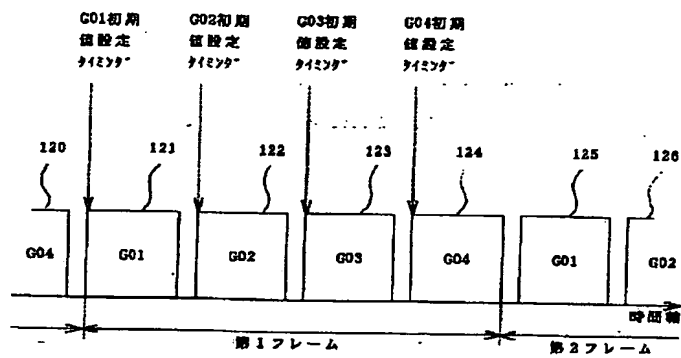 G01初期
値設定
タイミング
G02初期
値設定
タイミング
G03初期
値設定
タイミング
G04初期
値設定
タイミング
120
121
122
123
124
125
126
G04
G01
G02
G03
G04
G01
G02
時間軸
第1フレーム
第2フレーム